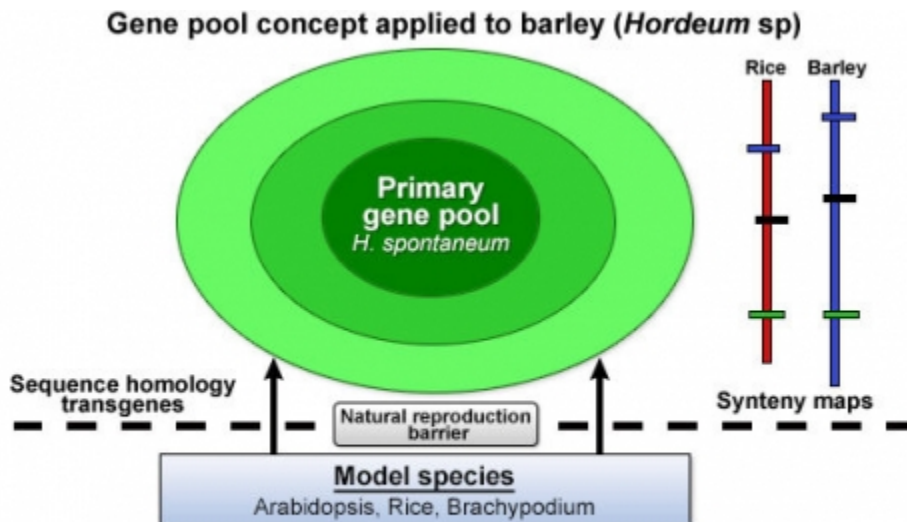 Gene pool concept applied to barley (Hordeum sp)
Rice Barley
Primary
gene pool
H. spontaneum
Sequence homology
transgenes
Synteny maps
Natural reproduction
barrier
Model species
Arabidopsis, Rice, Brachypodium